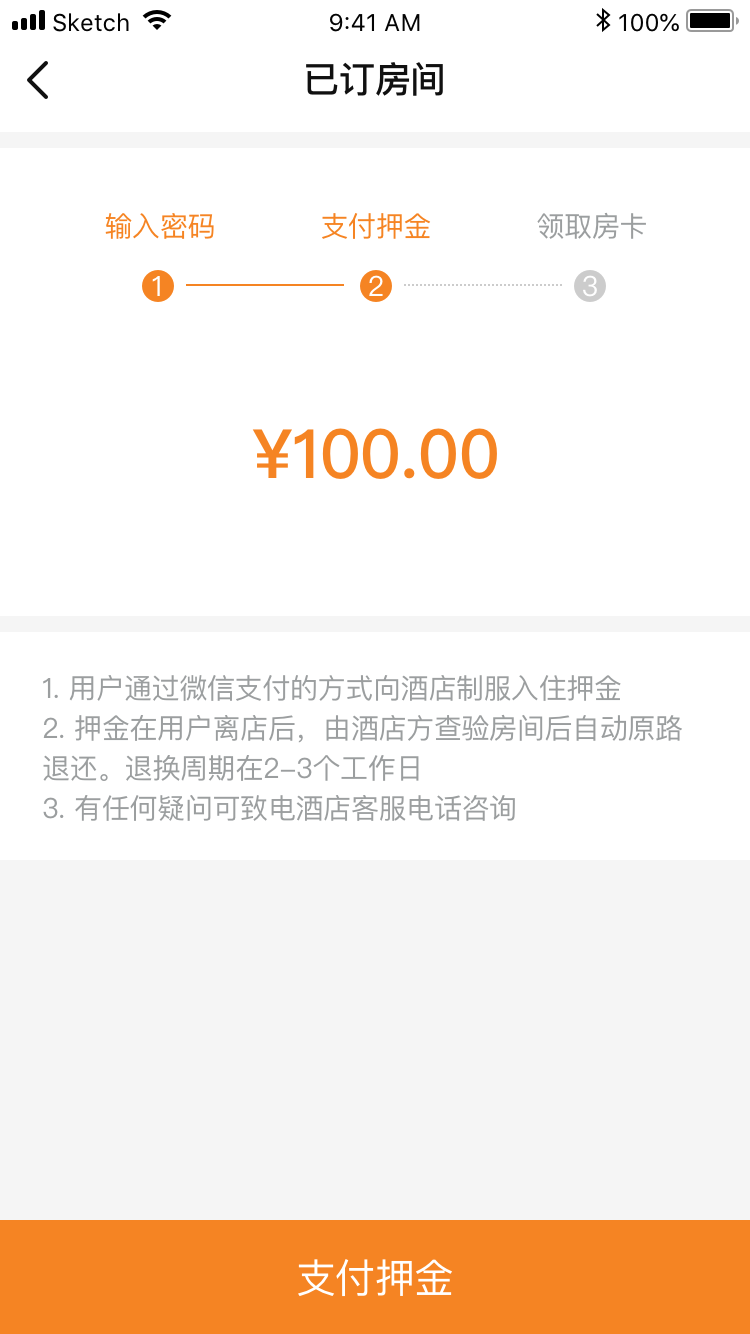 Sketch 9:41 AM 100%
已订房间
输入密码 支付押金 领取房卡
1 2 3
¥100.00
1. 用户通过微信支付的方式向酒店制服入住押金
2. 押金在用户离店后，由酒店方查验房间后自动原路
退还。退换周期在2-3个工作日
3. 有任何疑问可致电酒店客服电话咨询
支付押金